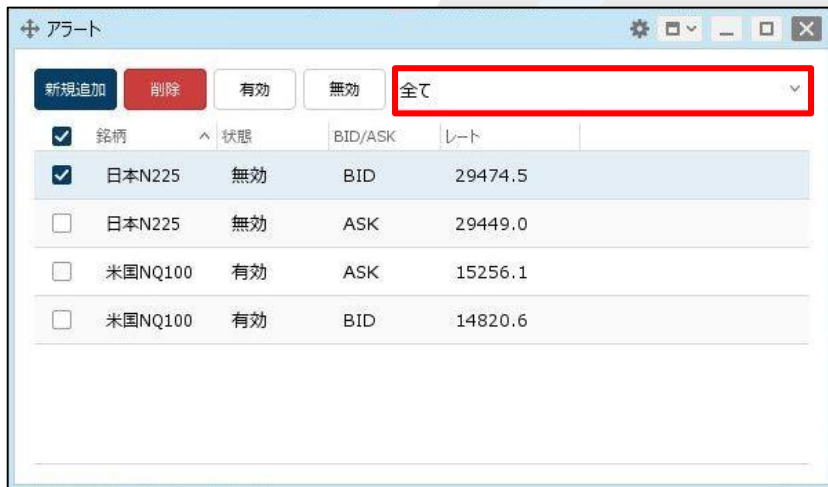 アラート
新規追加 削除 有効 無効 全て
銘柄 状態 BID/ASK レート
日本N225 無効 BID 29474.5
日本N225 無効 ASK 29449.0
米国NQ100 有効 ASK 15256.1
米国NQ100 有効 BID 14820.6